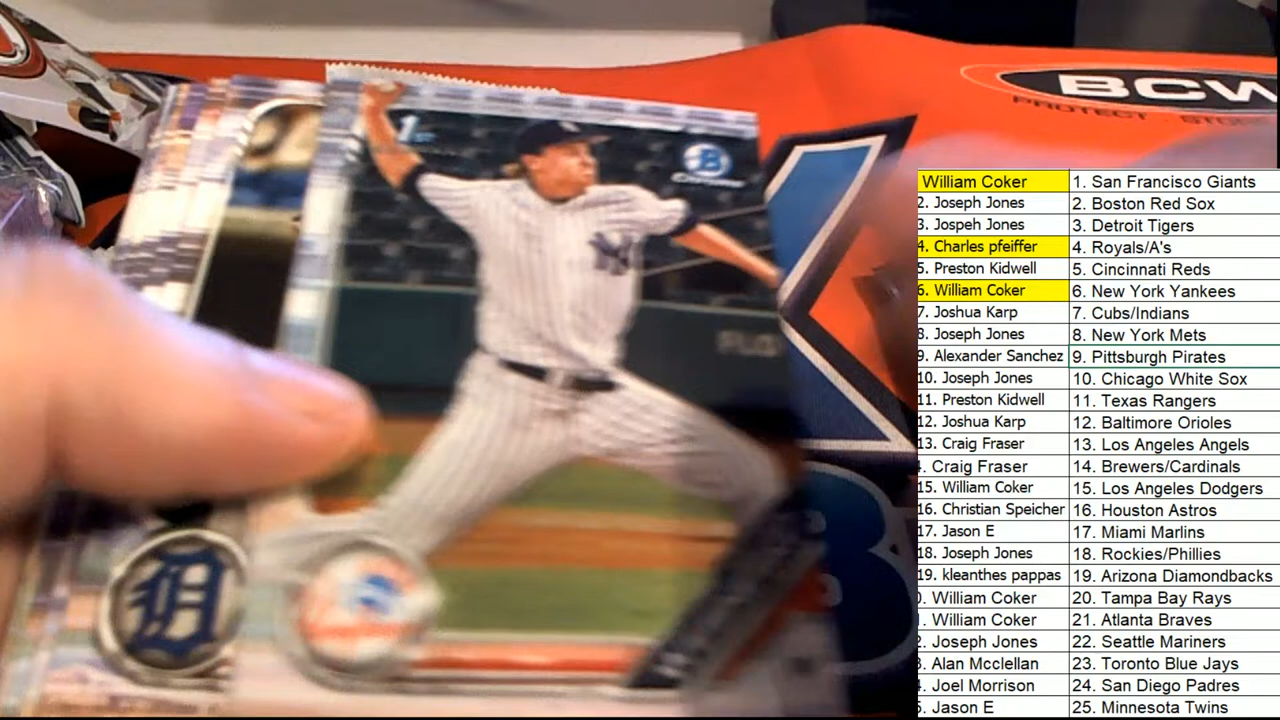 BCW
PROTECT · STO
1st
B
NY
FLO
D
William Coker 1. San Francisco Giants
2. Joseph Jones 2. Boston Red Sox
3. Jospeh Jones 3. Detroit Tigers
4. Charles pfeiffer 4. Royals/A's
5. Preston Kidwell 5. Cincinnati Reds
6. William Coker 6. New York Yankees
7. Joshua Karp 7. Cubs/Indians
8. Joseph Jones 8. New York Mets
9. Alexander Sanchez 9. Pittsburgh Pirates
10. Joseph Jones 10. Chicago White Sox
11. Preston Kidwell 11. Texas Rangers
12. Joshua Karp 12. Baltimore Orioles
13. Craig Fraser 13. Los Angeles Angels
. Craig Fraser 14. Brewers/Cardinals
15. William Coker 15. Los Angeles Dodgers
16. Christian Speicher 16. Houston Astros
17. Jason E 17. Miami Marlins
18. Joseph Jones 18. Rockies/Phillies
19. kleanthes pappas 19. Arizona Diamondbacks
. William Coker 20. Tampa Bay Rays
. William Coker 21. Atlanta Braves
. Joseph Jones 22. Seattle Mariners
. Alan Mcclellan 23. Toronto Blue Jays
. Joel Morrison 24. San Diego Padres
. Jason E 25. Minnesota Twins